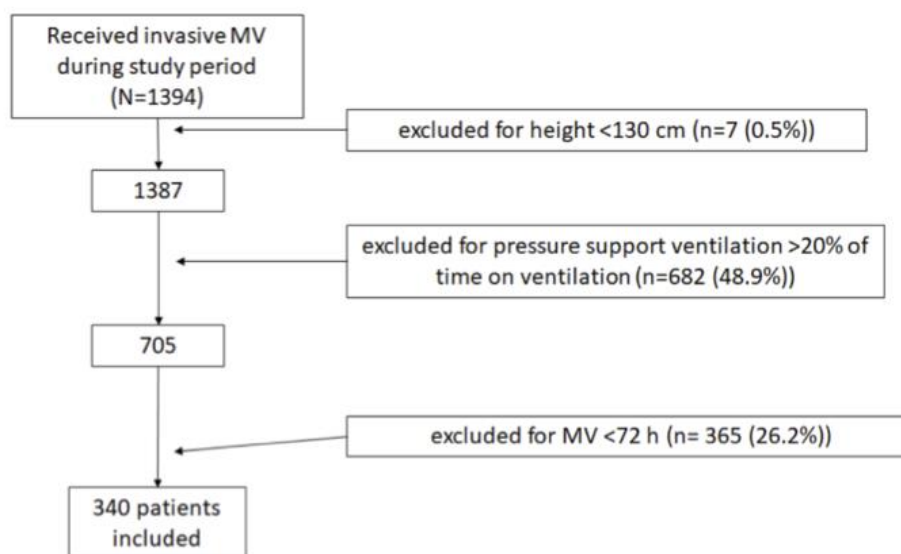 Received invasive MV
during study period
(N=1394)
excluded for height <130 cm (n=7 (0.5%))
1387
excluded for pressure support ventilation >20% of
time on ventilation (n=682 (48.9%))
705
excluded for MV <72 h (n= 365 (26.2%))
340 patients
included